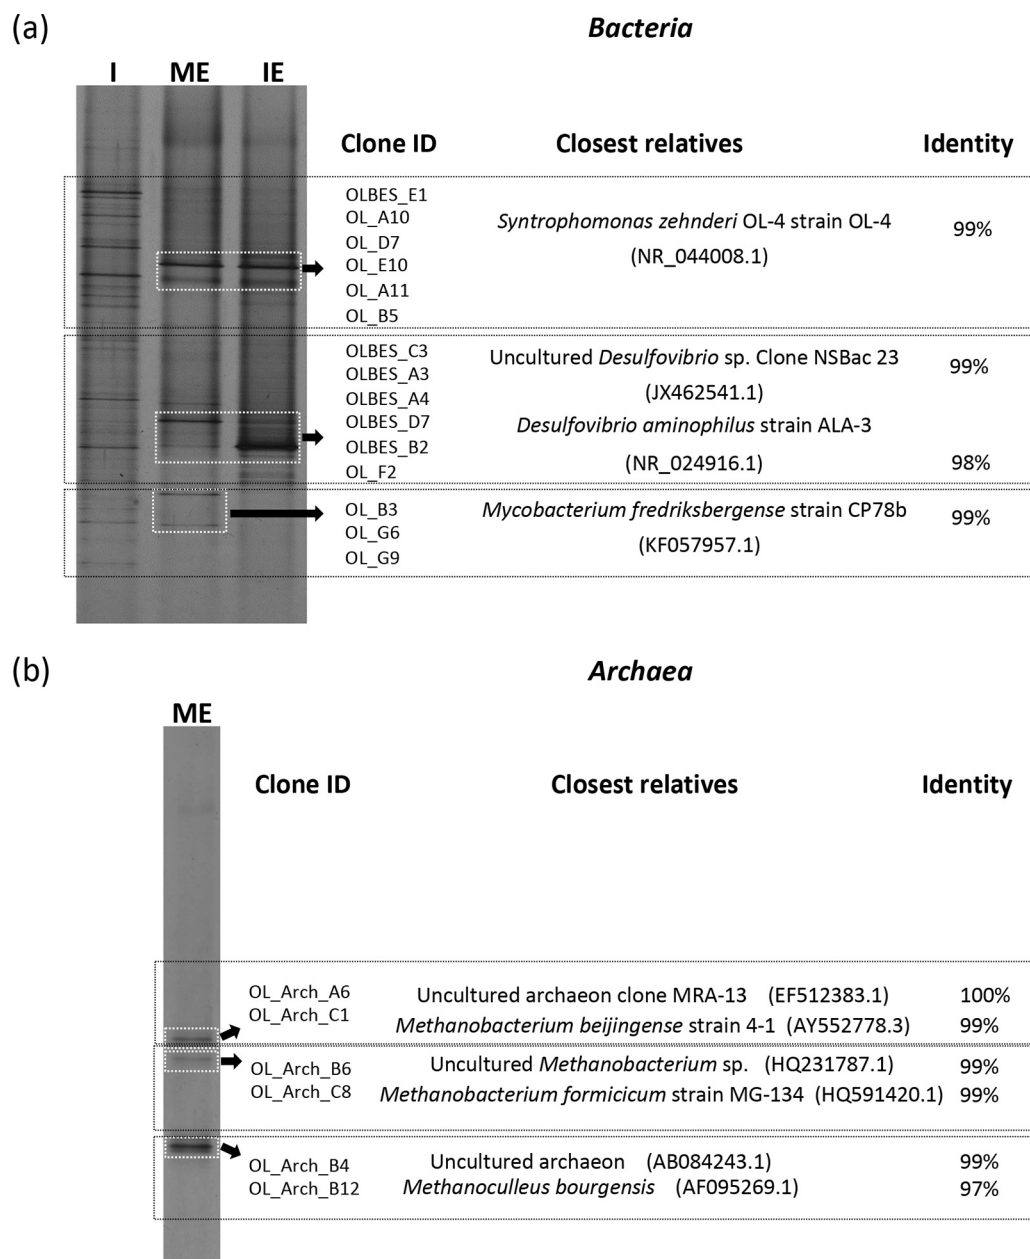 (a)
Bacteria
I ME IE
Clone ID Closest relatives Identity
OLBES_E1
OL_A10
OL_D7
OL_E10
OL_A11
OL_B5
Syntrophomonas zehnderi OL-4 strain OL-4
(NR_044008.1)
99%
OLBES_C3
OLBES_A3
OLBES_A4
OLBES_D7
OLBES_B2
OL_F2
Uncultured Desulfovibrio sp. Clone NSBac 23
(JX462541.1)
99%
Desulfovibrio aminophilus strain ALA-3
(NR_024916.1)
98%
OL_B3
OL_G6
OL_G9
Mycobacterium fredriksbergense strain CP78b
(KF057957.1)
99%
(b)
Archaea
ME
Clone ID Closest relatives Identity
OL_Arch_A6
OL_Arch_C1
Uncultured archaeon clone MRA-13 (EF512383.1) 100%
Methanobacterium beijingense strain 4-1 (AY552778.3) 99%
OL_Arch_B6
OL_Arch_C8
Uncultured Methanobacterium sp. (HQ231787.1) 99%
Methanobacterium formicicum strain MG-134 (HQ591420.1) 99%
OL_Arch_B4
OL_Arch_B12
Uncultured archaeon (AB084243.1) 99%
Methanoculleus bourgensis (AF095269.1) 97%